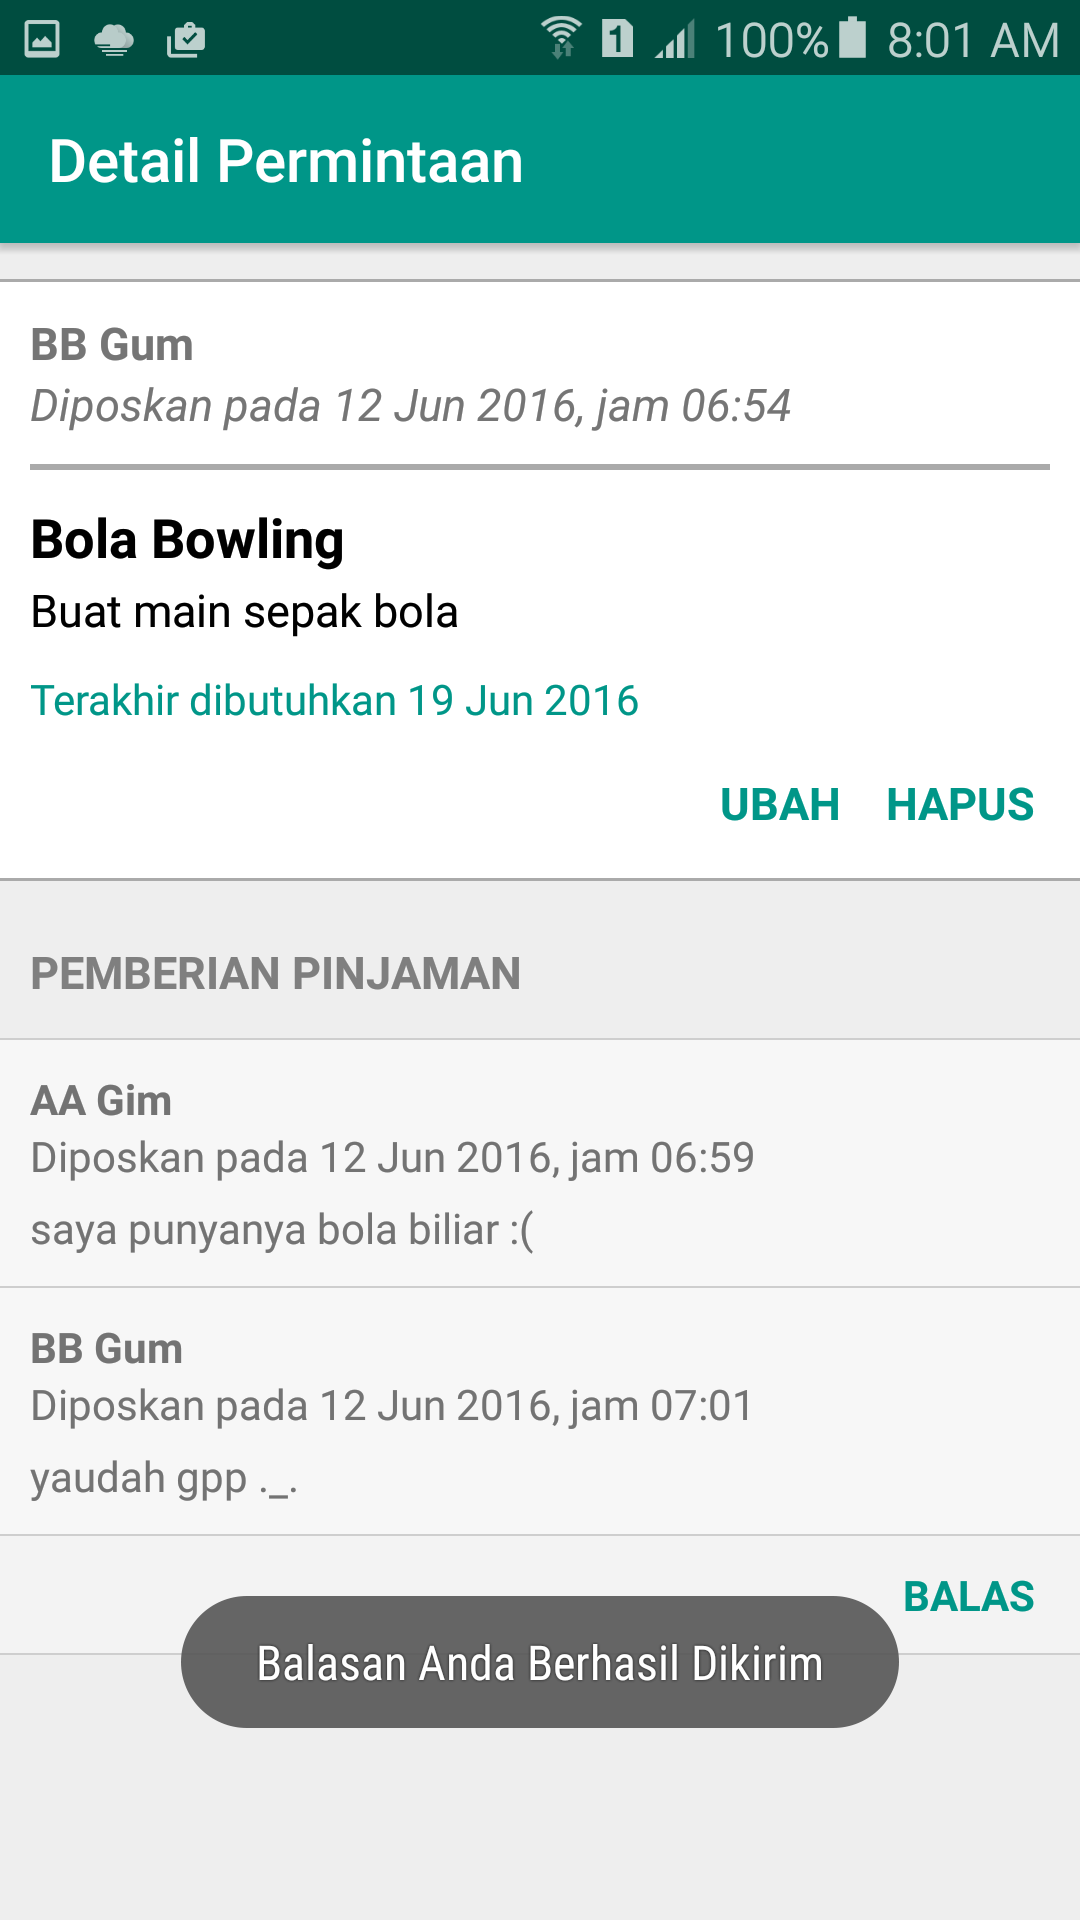 1 100% 8:01 AM
Detail Permintaan
BB Gum
Diposkan pada 12 Jun 2016, jam 06:54
Bola Bowling
Buat main sepak bola
Terakhir dibutuhkan 19 Jun 2016
UBAH HAPUS
PEMBERIAN PINJAMAN
AA Gim
Diposkan pada 12 Jun 2016, jam 06:59
saya punyanya bola biliar :(
BB Gum
Diposkan pada 12 Jun 2016, jam 07:01
yaudah gpp ._.
BALAS
Balasan Anda Berhasil Dikirim